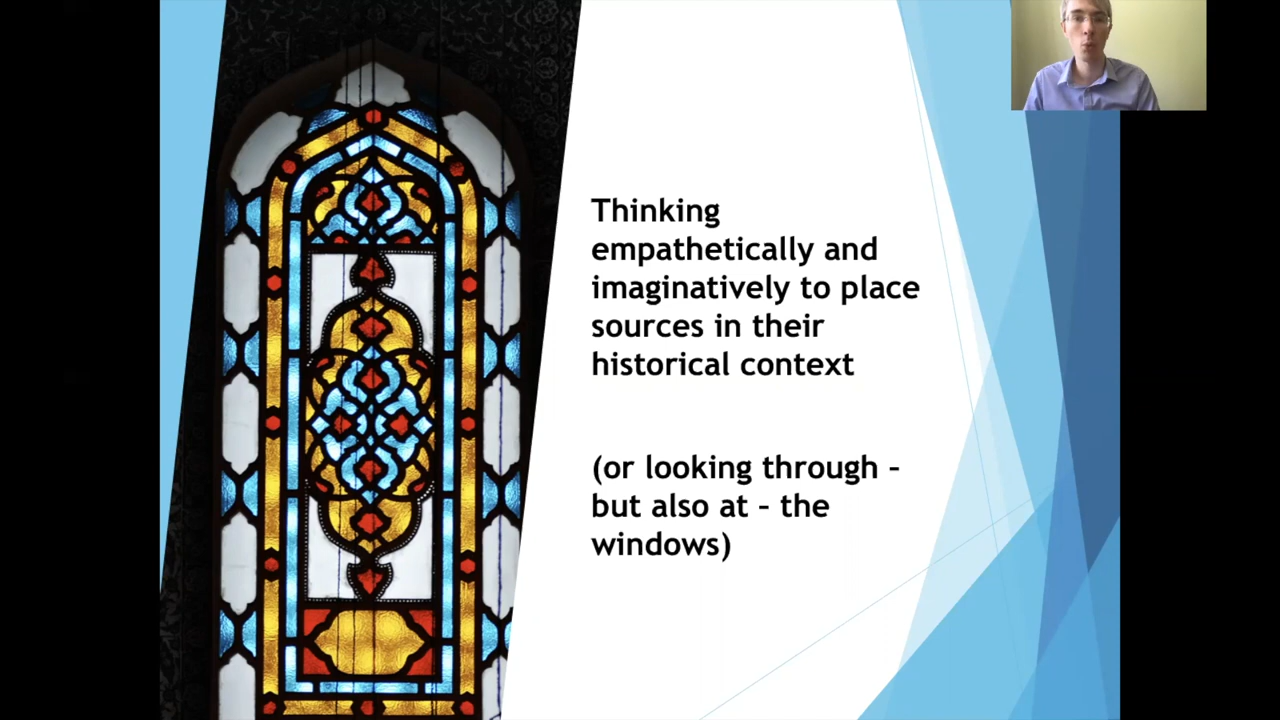 Thinking
empathetically and
imaginatively to place
sources in their
historical context
(or looking through –
but also at – the
windows)